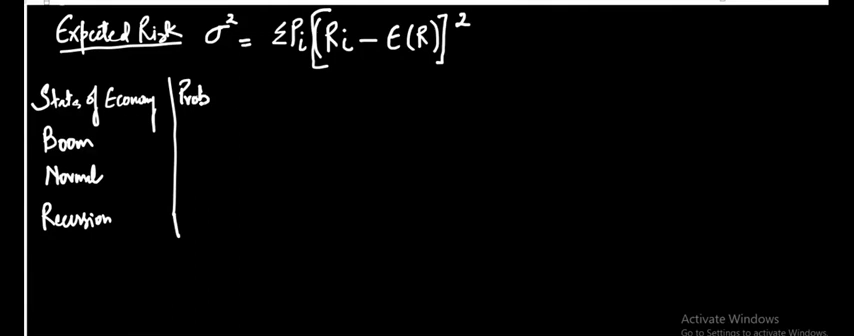 Expected Risk σ² = ΣPi[Ri − E(R)]²
State of Economy | Prob
Boom
Normal
Recession
Activate Windows
Go to Settings to activate Windows.